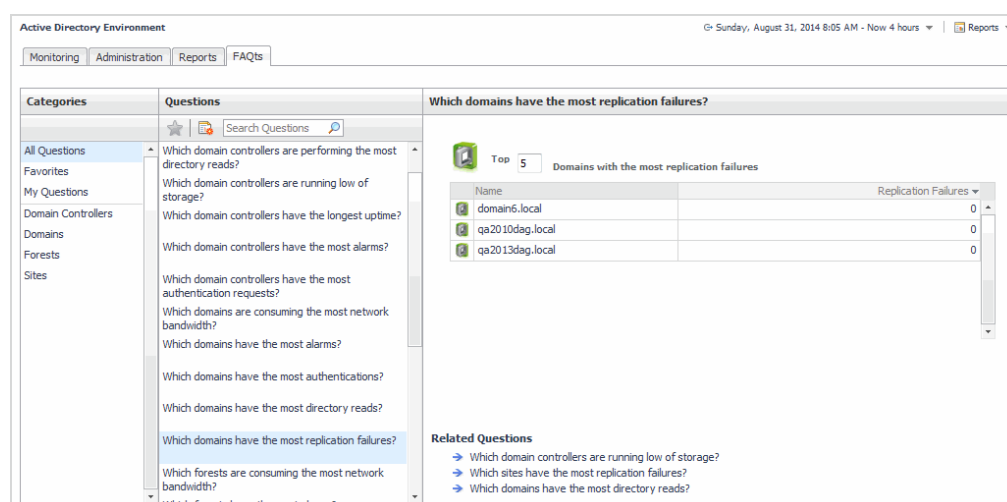 Active Directory Environment
Sunday, August 31, 2014 8:05 AM - Now 4 hours
Reports
Monitoring
Administration
Reports
FAQts
Categories
All Questions
Favorites
My Questions
Domain Controllers
Domains
Forests
Sites
Questions
Search Questions
Which domain controllers are performing the most
directory reads?
Which domain controllers are running low of
storage?
Which domain controllers have the longest uptime?
Which domain controllers have the most alarms?
Which domain controllers have the most
authentication requests?
Which domains are consuming the most network
bandwidth?
Which domains have the most alarms?
Which domains have the most authentications?
Which domains have the most directory reads?
Which domains have the most replication failures?
Which forests are consuming the most network
bandwidth?
Which domains have the most replication failures?
Top 5 Domains with the most replication failures
Name Replication Failures
domain6.local 0
qa2010dag.local 0
qa2013dag.local 0
Related Questions
Which domain controllers are running low of storage?
Which sites have the most replication failures?
Which domains have the most directory reads?